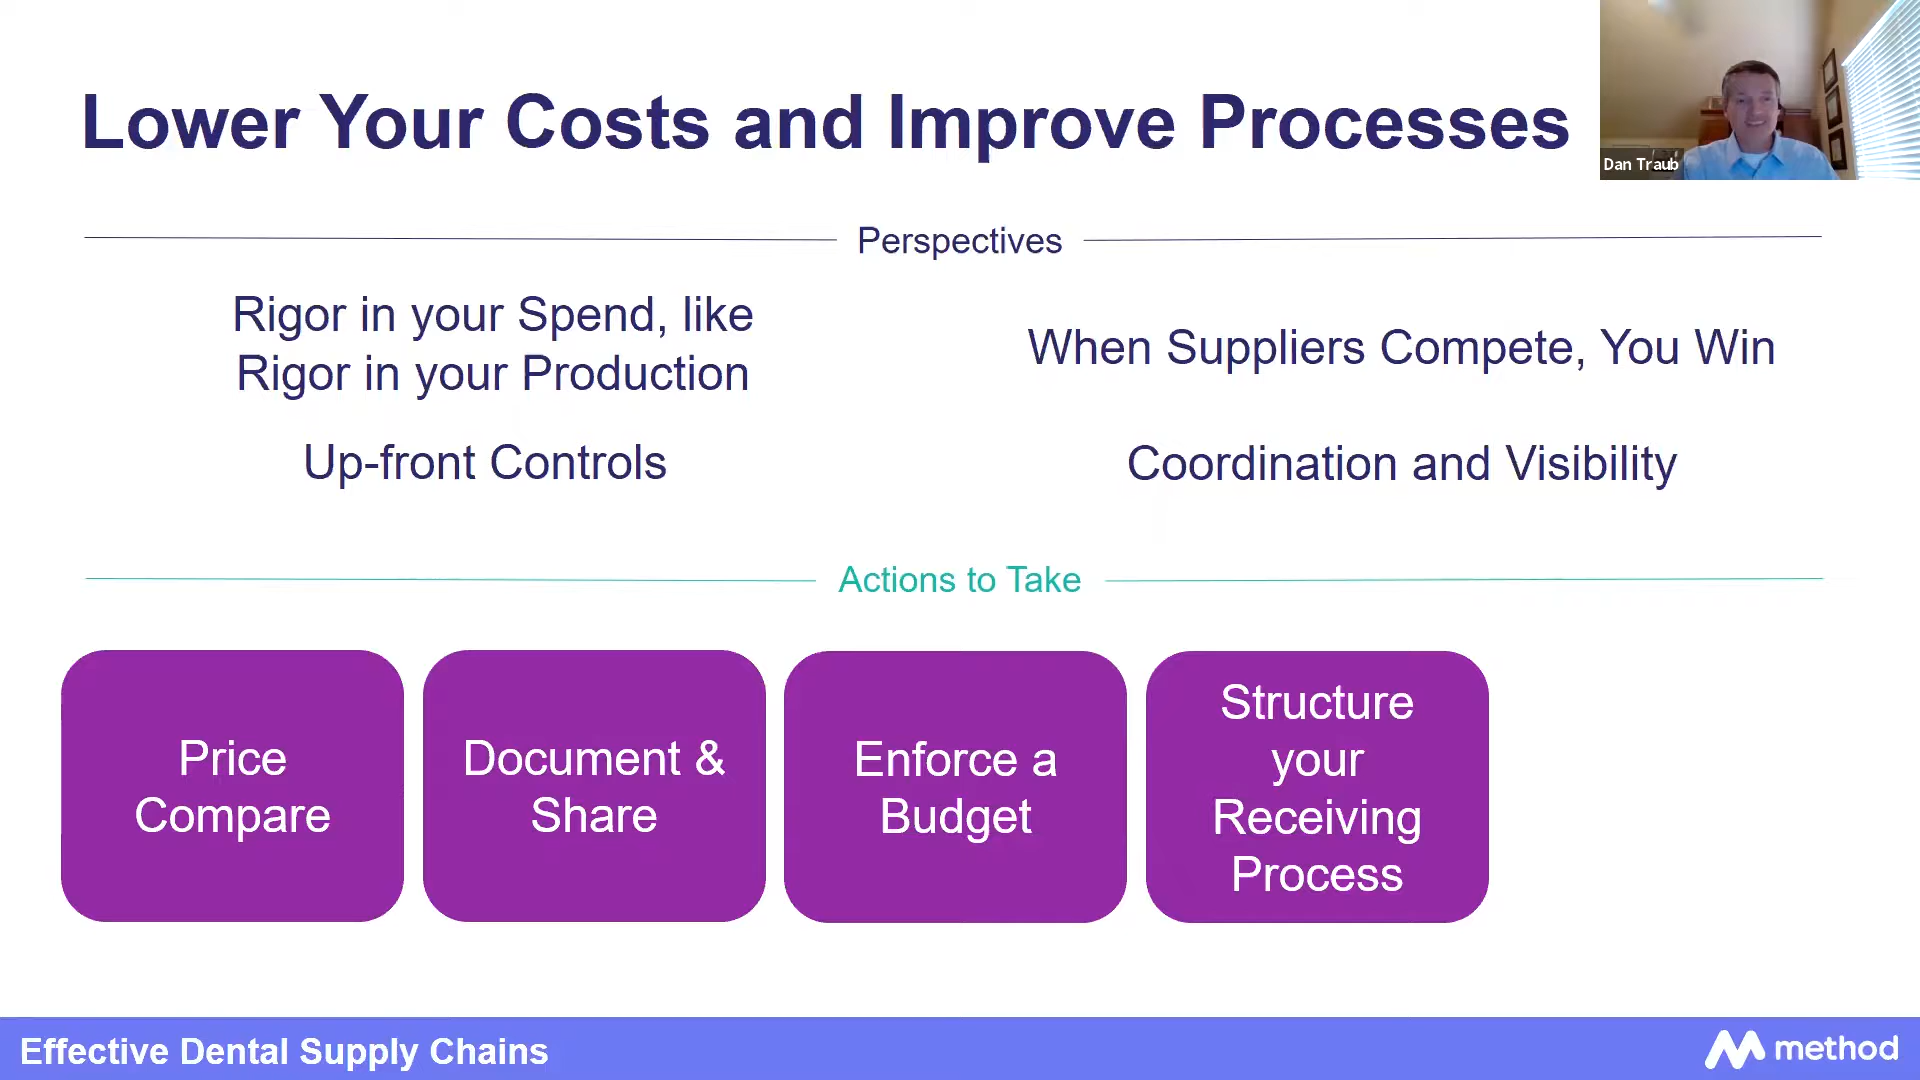 Lower Your Costs and Improve Processes
Dan Traub
Perspectives
Rigor in your Spend, like
Rigor in your Production
When Suppliers Compete, You Win
Up-front Controls
Coordination and Visibility
Actions to Take
Price
Compare
Document &
Share
Enforce a
Budget
Structure
your
Receiving
Process
Effective Dental Supply Chains
method